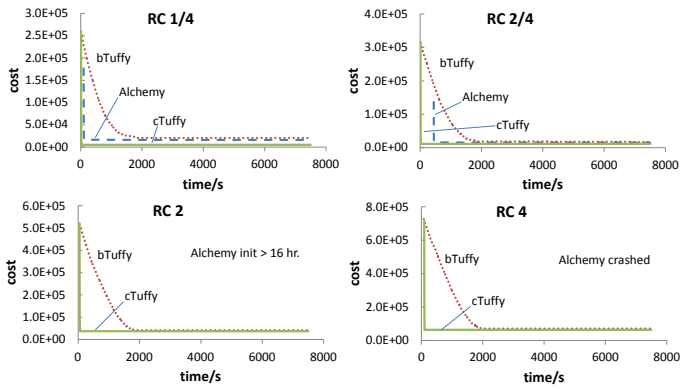 RC 1/4
3.0E+05
2.5E+05
2.0E+05
1.5E+05
1.0E+05
5.0E+04
0.0E+00
cost
bTuffy
Alchemy
cTuffy
0 2000 4000 6000 8000
time/s
RC 2/4
4.0E+05
3.0E+05
2.0E+05
1.0E+05
0.0E+00
cost
bTuffy
Alchemy
cTuffy
0 2000 4000 6000 8000
time/s
RC 2
6.0E+05
5.0E+05
4.0E+05
3.0E+05
2.0E+05
1.0E+05
0.0E+00
cost
bTuffy
Alchemy init > 16 hr.
cTuffy
0 2000 4000 6000 8000
time/s
RC 4
8.0E+05
6.0E+05
4.0E+05
2.0E+05
0.0E+00
cost
bTuffy
Alchemy crashed
cTuffy
0 2000 4000 6000 8000
time/s